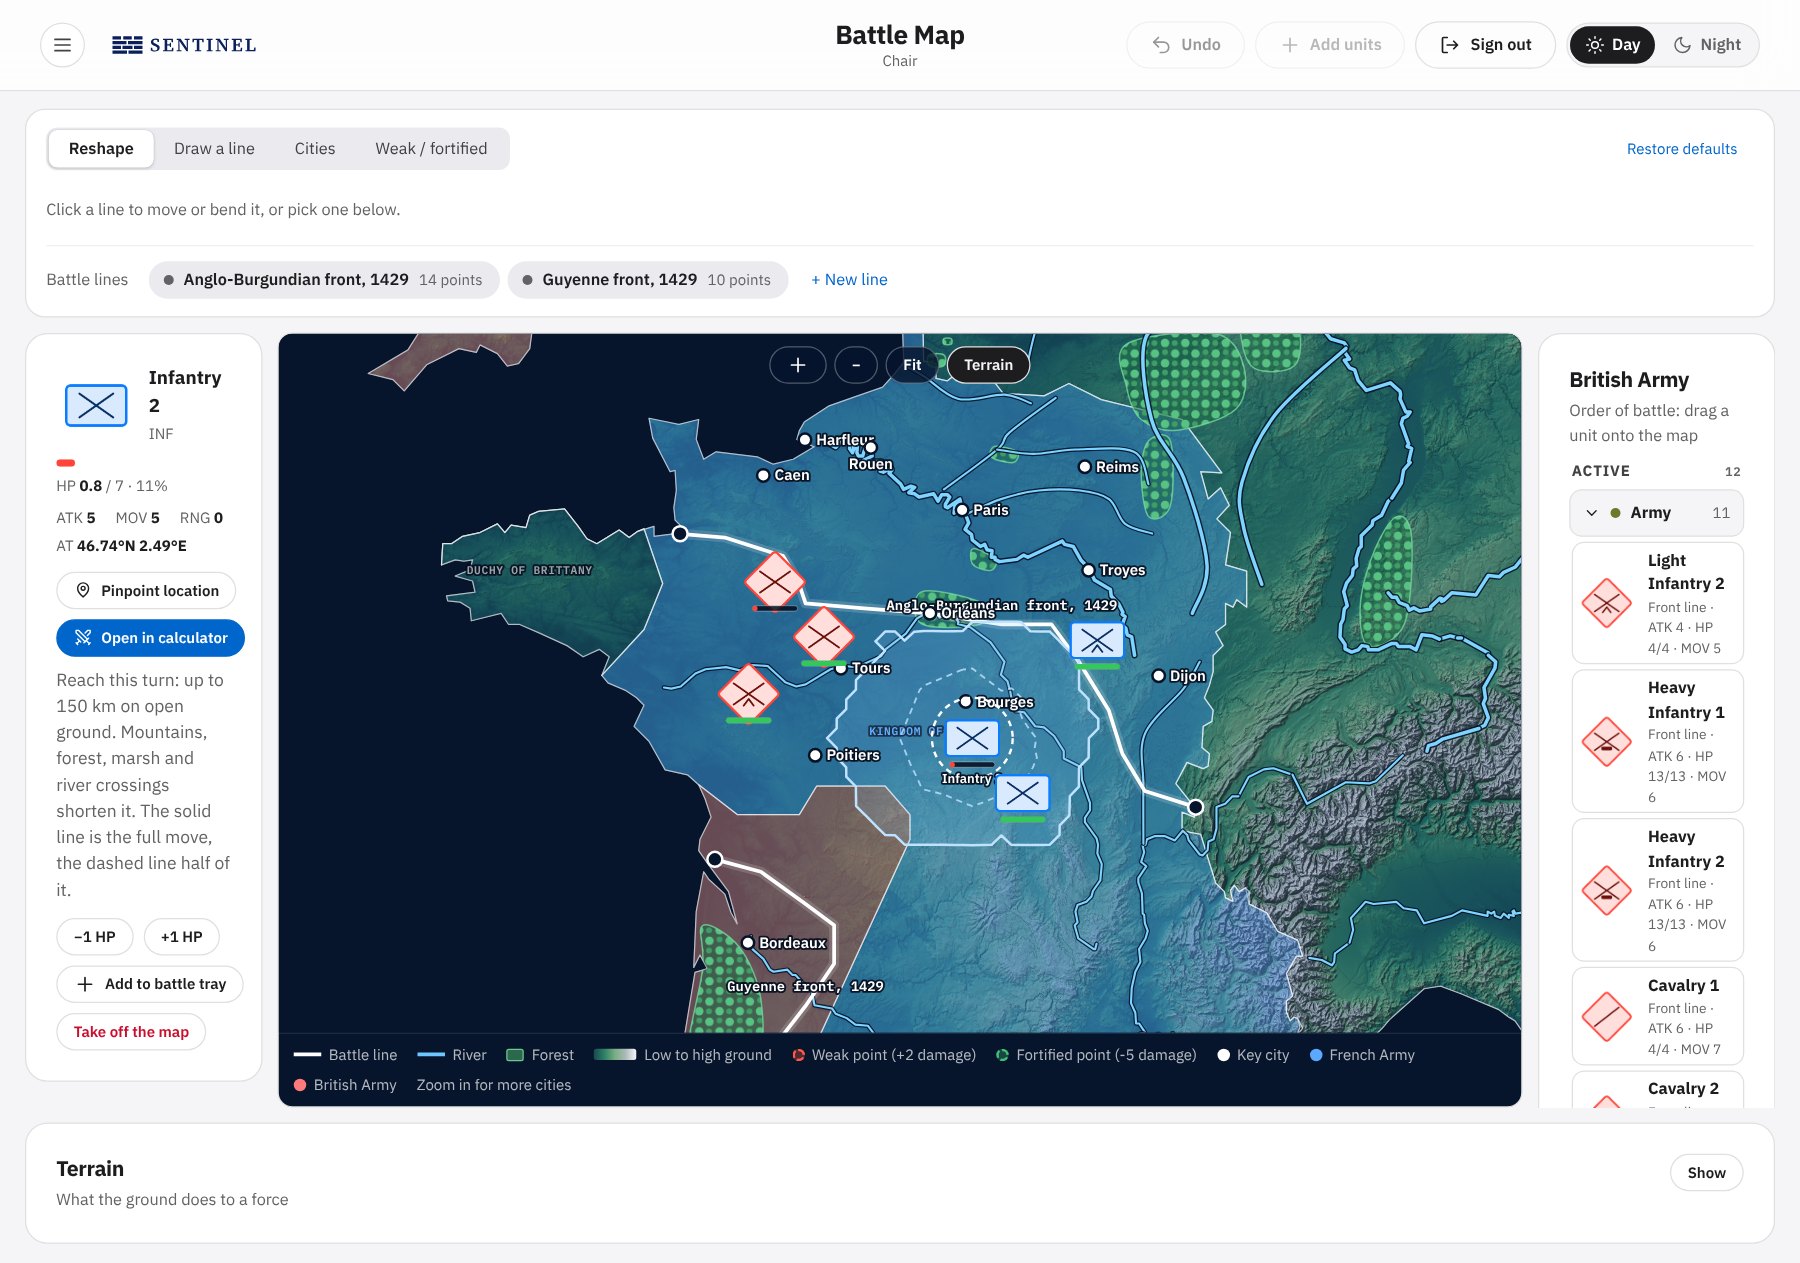 SENTINEL
Battle Map
Chair
Undo
Add units
Sign out
Day
Night
Reshape
Draw a line
Cities
Weak / fortified
Restore defaults
Click a line to move or bend it, or pick one below.
Battle lines
Anglo-Burgundian front, 1429 14 points
Guyenne front, 1429 10 points
+ New line
Infantry
2
INF
HP 0.8 / 7 · 11%
ATK 5 MOV 5 RNG 0
AT 46.74°N 2.49°E
Pinpoint location
Open in calculator
Reach this turn: up to
150 km on open
ground. Mountains,
forest, marsh and
river crossings
shorten it. The solid
line is the full move,
the dashed line half of
it.
−1 HP
+1 HP
Add to battle tray
Take off the map
+
−
Fit
Terrain
Harfleur
Rouen
Caen
Reims
Paris
DUCHY OF BRITTANY
Troyes
Anglo-Burgundian front, 1429
Orléans
Tours
Dijon
Bourges
KINGDOM OF
Poitiers
Infantry
Bordeaux
Guyenne front, 1429
Battle line
River
Forest
Low to high ground
Weak point (+2 damage)
Fortified point (-5 damage)
Key city
French Army
British Army
Zoom in for more cities
British Army
Order of battle: drag a
unit onto the map
ACTIVE 12
Army 11
Light
Infantry 2
Front line ·
ATK 4 · HP
4/4 · MOV 5
Heavy
Infantry 1
Front line ·
ATK 6 · HP
13/13 · MOV
6
Heavy
Infantry 2
Front line ·
ATK 6 · HP
13/13 · MOV
6
Cavalry 1
Front line ·
ATK 6 · HP
4/4 · MOV 7
Cavalry 2
Terrain
What the ground does to a force
Show